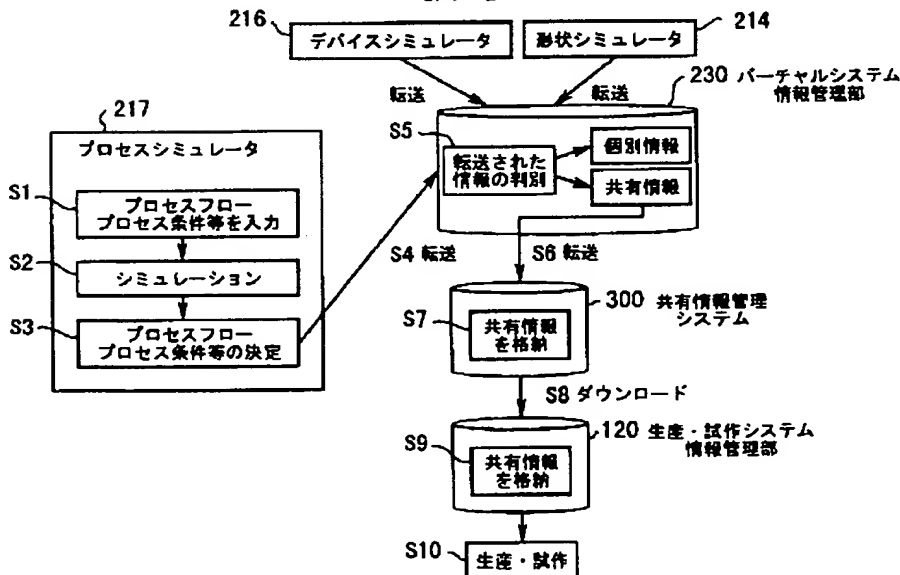 216
デバイスシミュレータ
形状シミュレータ
214
転送
転送
230 バーチャルシステム
情報管理部
217
プロセスシミュレータ
S1
プロセスフロー
プロセス条件等を入力
S2
シミュレーション
S3
プロセスフロー
プロセス条件等の決定
S4 転送
S5
転送された
情報の判別
個別情報
共有情報
S6 転送
300 共有情報管理
システム
S7
共有情報
を格納
S8 ダウンロード
120 生産・試作システム
情報管理部
S9
共有情報
を格納
S10
生産・試作